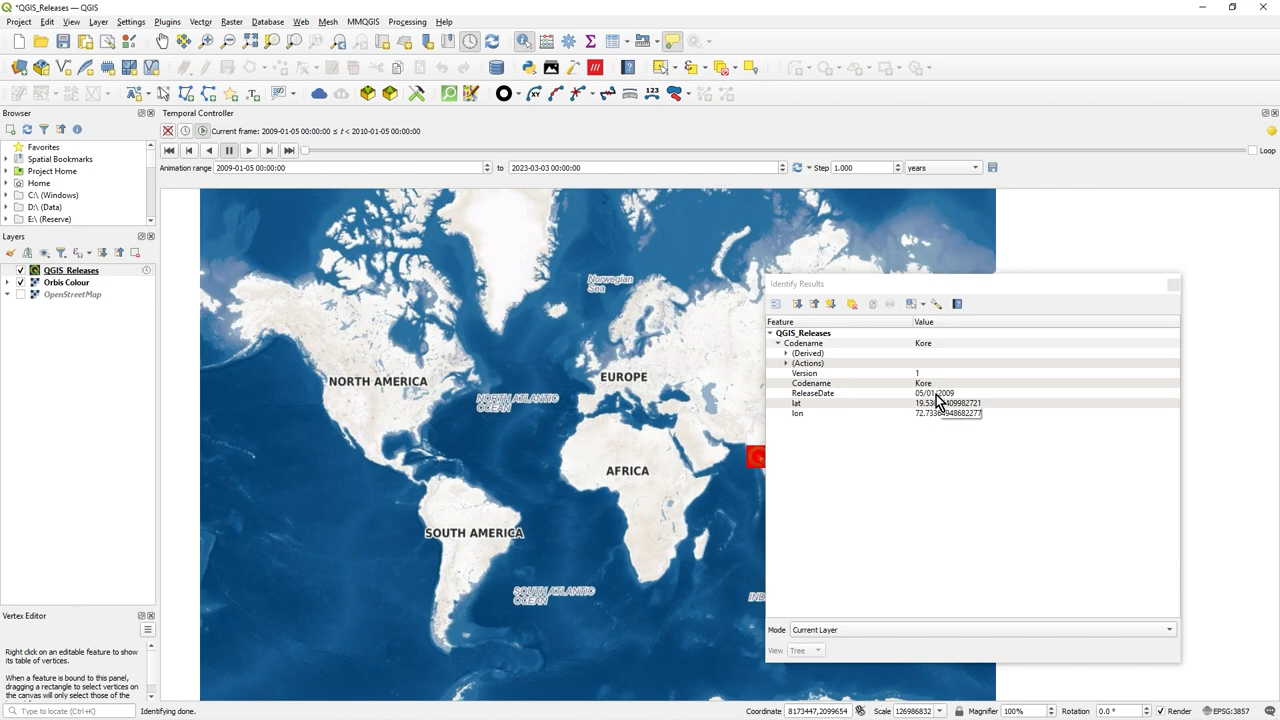 *QGIS_Releases — QGIS
Project Edit View Layer Settings Plugins Vector Raster Database Web Mesh MMQGIS Processing Help
Browser
Favorites
Spatial Bookmarks
Project Home
Home
C:\ (Windows)
D:\ (Data)
E:\ (Reserve)
Layers
QGIS_Releases
Orbis Colour
OpenStreetMap
Vertex Editor
Right click on an editable feature to show
its table of vertices.
When a feature is bound to this panel,
dragging a rectangle to select vertices on
the canvas will only select those of the
Temporal Controller
Current frame: 2009-01-05 00:00:00 ≤ t < 2010-01-05 00:00:00
Loop
Animation range 2009-01-05 00:00:00 to 2023-03-03 00:00:00 Step 1.000 years
Norwegian
Sea
NORTH AMERICA
EUROPE
NORTH ATLANTIC
OCEAN
AFRICA
SOUTH AMERICA
SOUTH ATLANTIC
OCEAN
IND
Identify Results
Feature Value
QGIS_Releases
Codename Kore
(Derived)
(Actions)
Version 1
Codename Kore
ReleaseDate 05/01/2009
lat
lon
Mode Current Layer
View Tree
Type to locate (Ctrl+K) Identifying done. Coordinate 8173447,2099654 Scale 126986832 Magnifier 100% Rotation 0.0 ° Render EPSG:3857